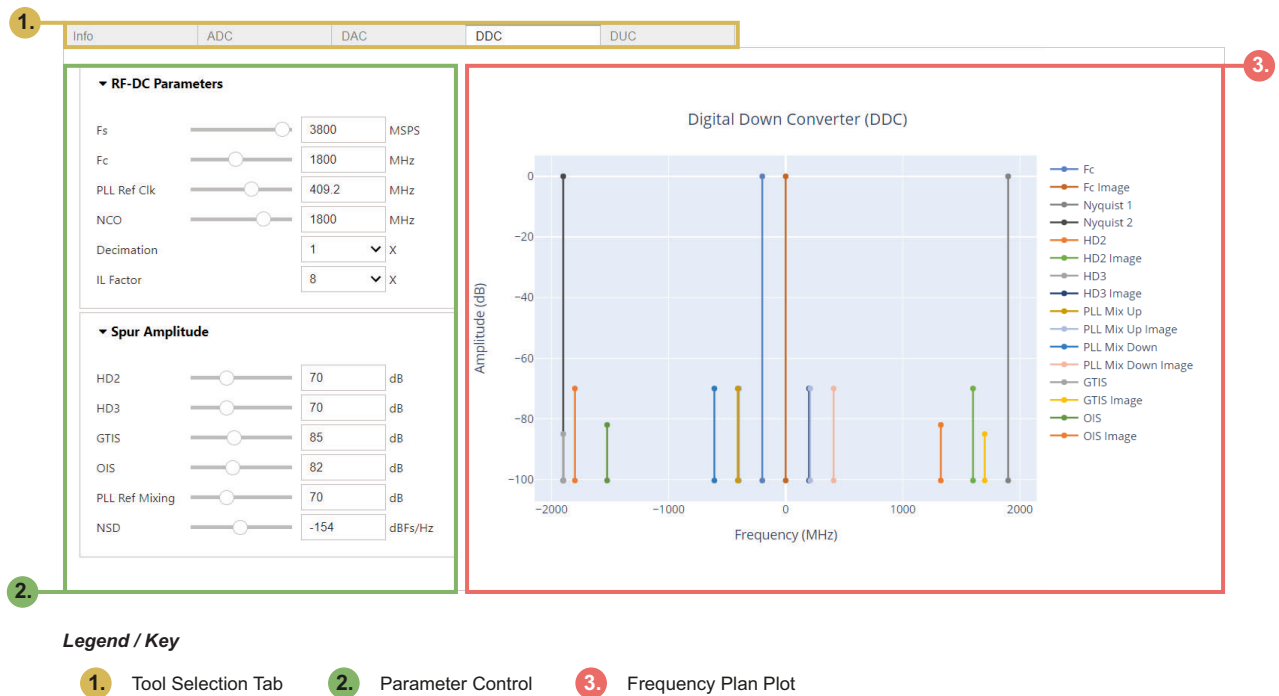 1.
Info ADC DAC DDC DUC
3.
▾ RF-DC Parameters
Fs 3800 MSPS
Fc 1800 MHz
PLL Ref Clk 409.2 MHz
NCO 1800 MHz
Decimation 1 X
IL Factor 8 X
▾ Spur Amplitude
HD2 70 dB
HD3 70 dB
GTIS 85 dB
OIS 82 dB
PLL Ref Mixing 70 dB
NSD -154 dBFs/Hz
2.
Digital Down Converter (DDC)
Amplitude (dB)
0
−20
−40
−60
−80
−100
−2000 −1000 0 1000 2000
Frequency (MHz)
Fc
Fc Image
Nyquist 1
Nyquist 2
HD2
HD2 Image
HD3
HD3 Image
PLL Mix Up
PLL Mix Up Image
PLL Mix Down
PLL Mix Down Image
GTIS
GTIS Image
OIS
OIS Image
Legend / Key
1. Tool Selection Tab 2. Parameter Control 3. Frequency Plan Plot